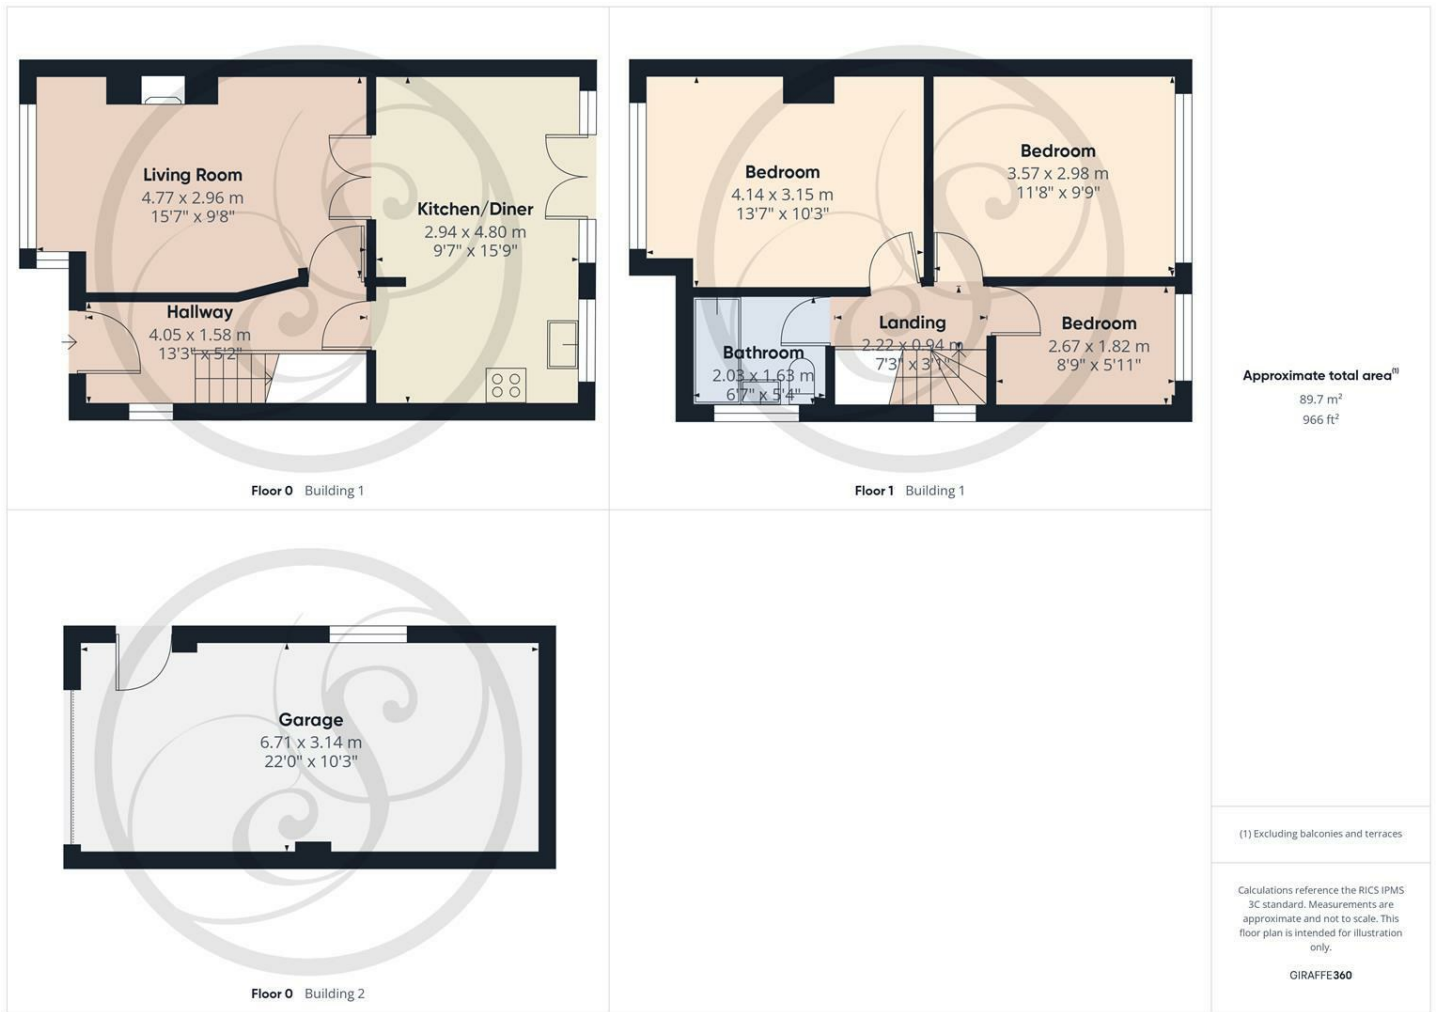 Living Room
4.77 x 2.96 m
15'7" x 9'8"
Kitchen/Diner
2.94 x 4.80 m
9'7" x 15'9"
Hallway
4.05 x 1.58 m
13'3" x 5'2"
Floor 0 Building 1
Bedroom
4.14 x 3.15 m
13'7" x 10'3"
Bedroom
3.57 x 2.98 m
11'8" x 9'9"
Landing
2.22 x 0.94 m
7'3" x 3'1"
Bedroom
2.67 x 1.82 m
8'9" x 5'11"
Bathroom
2.03 x 1.63 m
6'7" x 5'4"
Floor 1 Building 1
Garage
6.71 x 3.14 m
22'0" x 10'3"
Floor 0 Building 2
Approximate total area(1)
89.7 m²
966 ft²
(1) Excluding balconies and terraces
Calculations reference the RICS IPMS
3C standard. Measurements are
approximate and not to scale. This
floor plan is intended for illustration
only.
GIRAFFE360